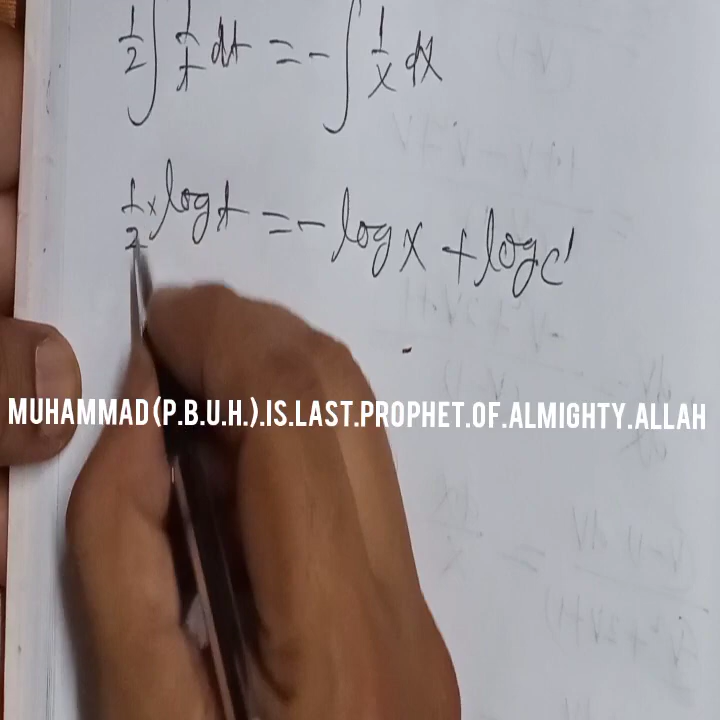 1/2 ∫ 1/t dt = - ∫ 1/x dx
1/2 x log t = - log x + log c'
MUHAMMAD(P.B.U.H.).IS.LAST.PROPHET.OF.ALMIGHTY.ALLAH